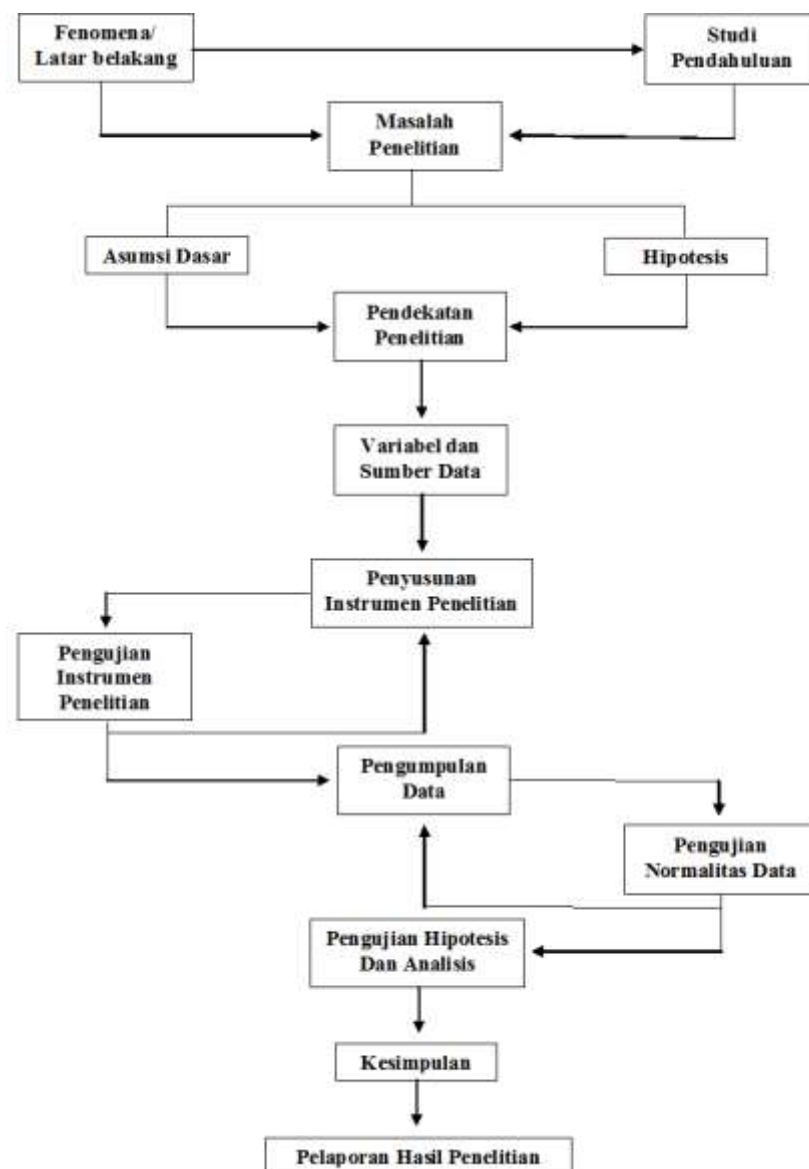 Fenomena/
Latar belakang
Studi
Pendahuluan
Masalah
Penelitian
Asumsi Dasar
Hipotesis
Pendekatan
Penelitian
Variabel dan
Sumber Data
Penyusunan
Instrumen Penelitian
Pengujian
Instrumen
Penelitian
Pengumpulan
Data
Pengujian
Normalitas Data
Pengujian Hipotesis
Dan Analisis
Kesimpulan
Pelaporan Hasil Penelitian